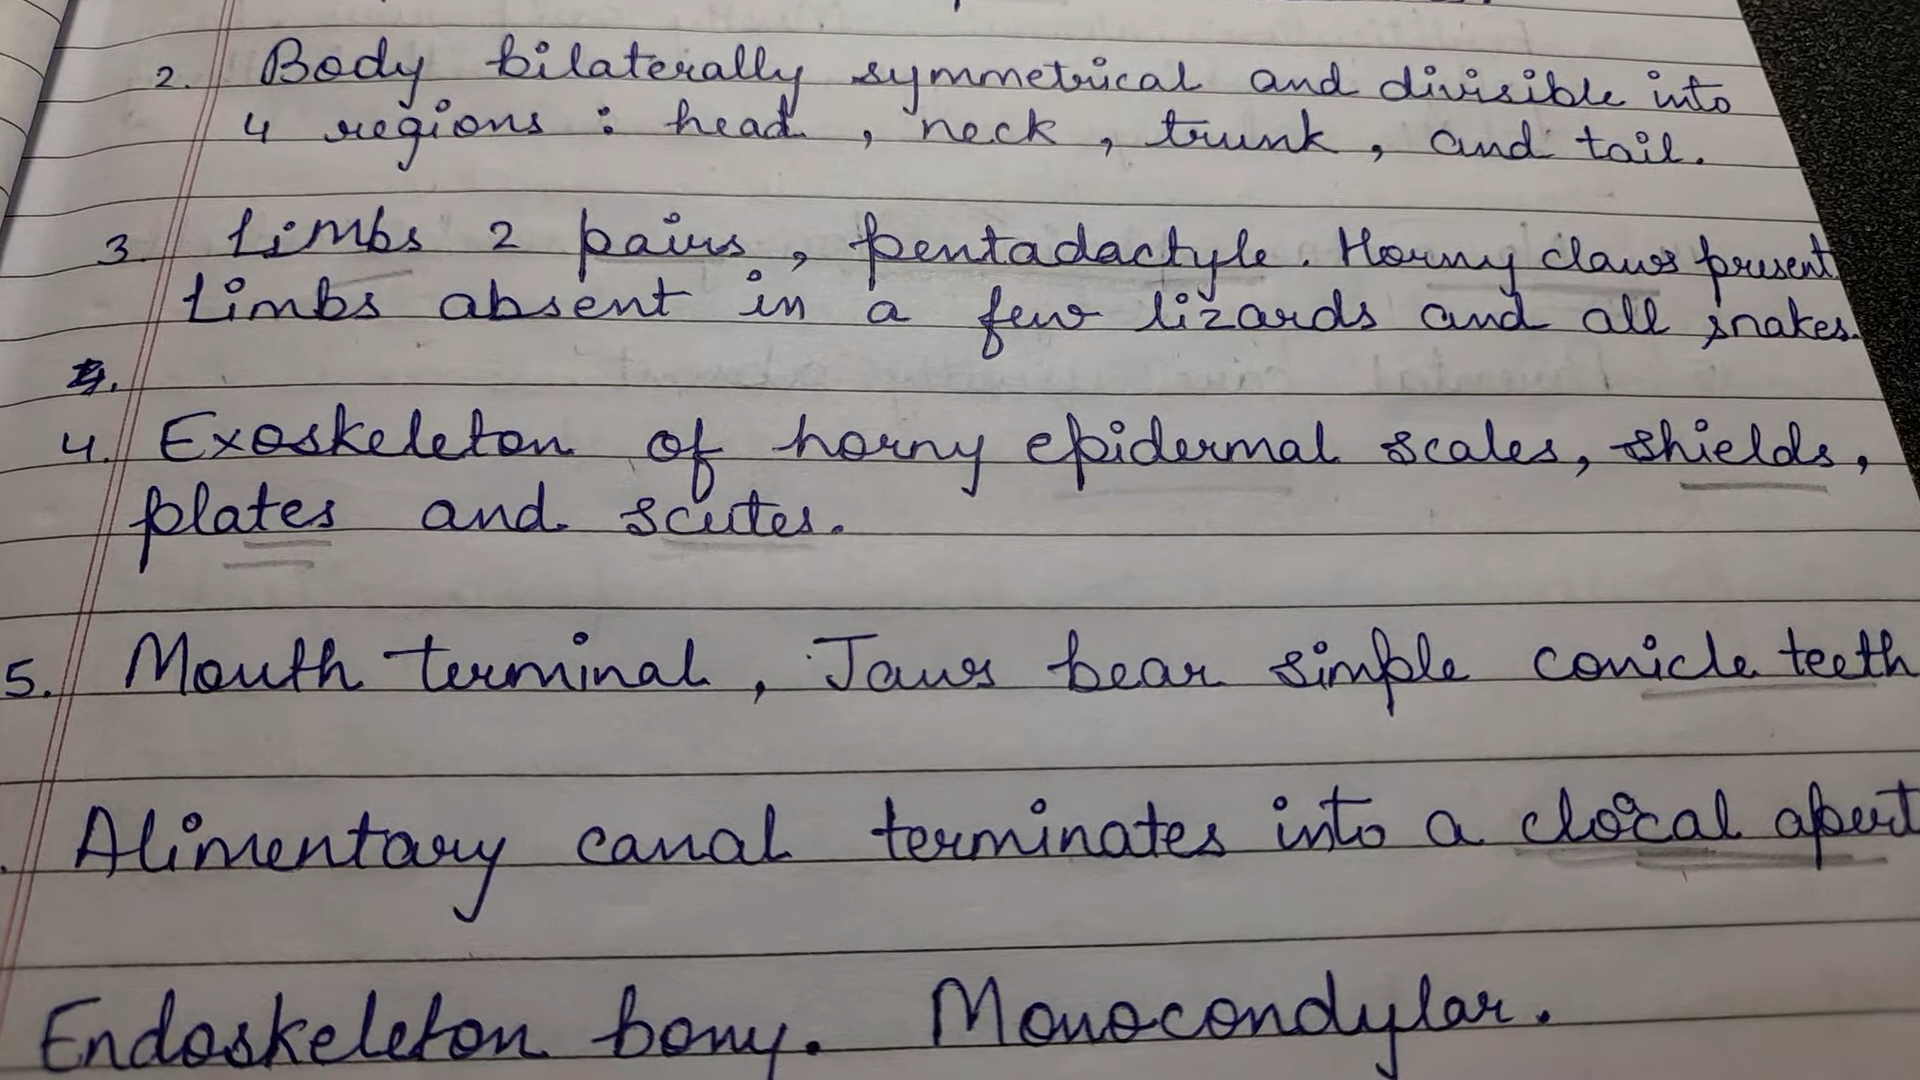 2. Body bilaterally symmetrical and divisible into
4 regions : head , neck , trunk , and tail.
3. Limbs 2 pairs , pentadactyle. Horny claws present
Limbs absent in a few lizards and all snakes.
4.
4. Exoskeleton of horny epidermal scales, shields,
plates and scutes.
5. Mouth terminal , Jaws bear simple conicle teeth
Alimentary canal terminates into a clocal apert
Endoskeleton bony. Monocondylar.